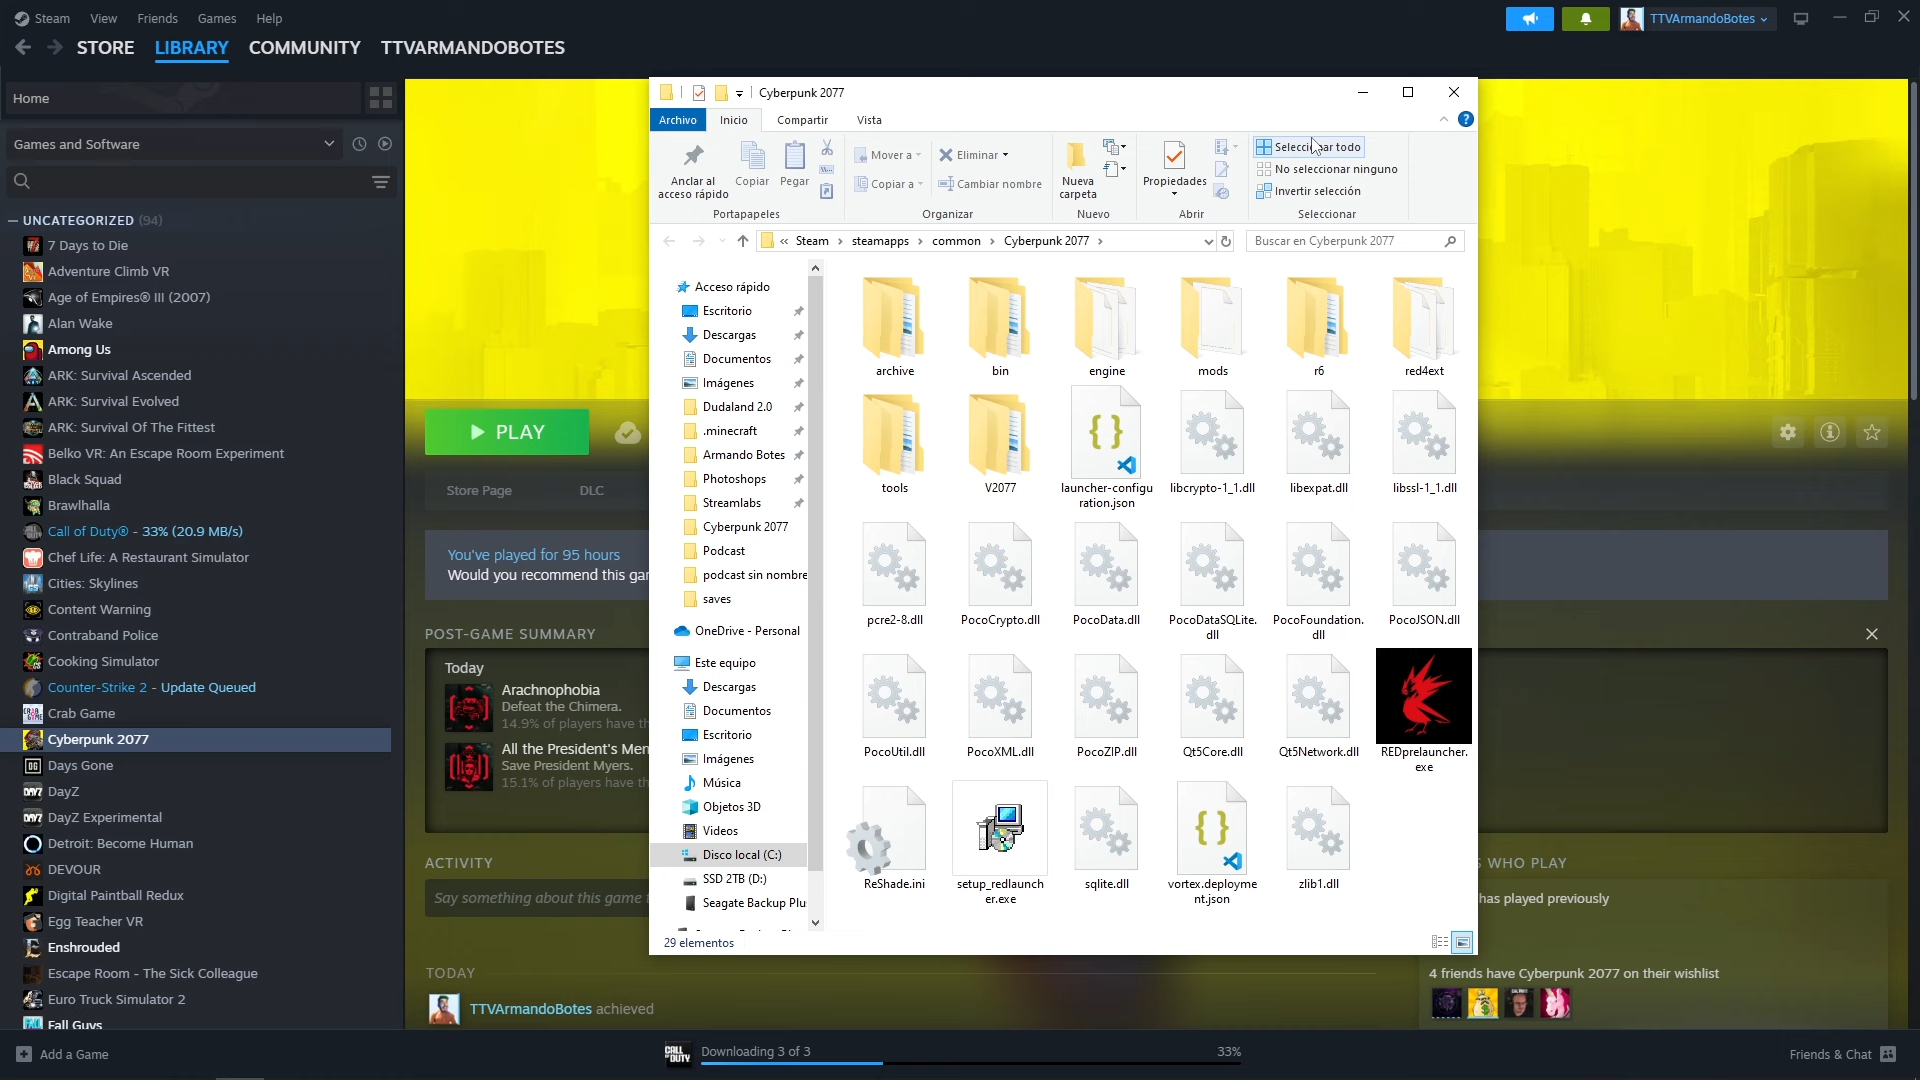 Steam View Friends Games Help
TTVArmandoBotes
STORE LIBRARY COMMUNITY TTVARMANDOBOTES
Home
Games and Software
UNCATEGORIZED (94)
7 Days to Die
Adventure Climb VR
Age of Empires® III (2007)
Alan Wake
Among Us
ARK: Survival Ascended
ARK: Survival Evolved
ARK: Survival Of The Fittest
Belko VR: An Escape Room Experiment
Black Squad
Brawlhalla
Call of Duty® - 33% (20.9 MB/s)
Chef Life: A Restaurant Simulator
Cities: Skylines
Content Warning
Contraband Police
Cooking Simulator
Counter-Strike 2 - Update Queued
Crab Game
Cyberpunk 2077
Days Gone
DayZ
DayZ Experimental
Detroit: Become Human
DEVOUR
Digital Paintball Redux
Egg Teacher VR
Enshrouded
Escape Room - The Sick Colleague
Euro Truck Simulator 2
Fall Guys
Add a Game
PLAY
Store Page DLC
You've played for 95 hours
Would you recommend this gam
POST-GAME SUMMARY
Today
Arachnophobia
Defeat the Chimera.
14.9% of players have th
All the President's Men
Save President Myers.
15.1% of players have th
ACTIVITY
Say something about this game t
TODAY
TTVArmandoBotes achieved
Cyberpunk 2077
Archivo Inicio Compartir Vista
Anclar al
acceso rápido
Copiar
Pegar
Portapapeles
Mover a
Copiar a
Eliminar
Cambiar nombre
Organizar
Nueva
carpeta
Nuevo
Propiedades
Abrir
Seleccionar todo
No seleccionar ninguno
Invertir selección
Seleccionar
« Steam › steamapps › common › Cyberpunk 2077 ›
Buscar en Cyberpunk 2077
Acceso rápido
Escritorio
Descargas
Documentos
Imágenes
Dudaland 2.0
.minecraft
Armando Botes
Photoshops
Streamlabs
Cyberpunk 2077
Podcast
podcast sin nombre
saves
OneDrive - Personal
Este equipo
Descargas
Documentos
Escritorio
Imágenes
Música
Objetos 3D
Videos
Disco local (C:)
SSD 2TB (D:)
Seagate Backup Plu
archive bin engine mods r6 red4ext
tools V2077 launcher-configu libcrypto-1_1.dll libexpat.dll libssl-1_1.dll
ration.json
pcre2-8.dll PocoCrypto.dll PocoData.dll PocoDataSQLite. PocoFoundation. PocoJSON.dll
dll dll
PocoUtil.dll PocoXML.dll PocoZIP.dll Qt5Core.dll Qt5Network.dll REDprelauncher.
exe
ReShade.ini setup_redlaunch sqlite.dll vortex.deployme zlib1.dll
er.exe nt.json
29 elementos
S WHO PLAY
has played previously
4 friends have Cyberpunk 2077 on their wishlist
CALL
OF DUTY
Downloading 3 of 3 33%
Friends & Chat